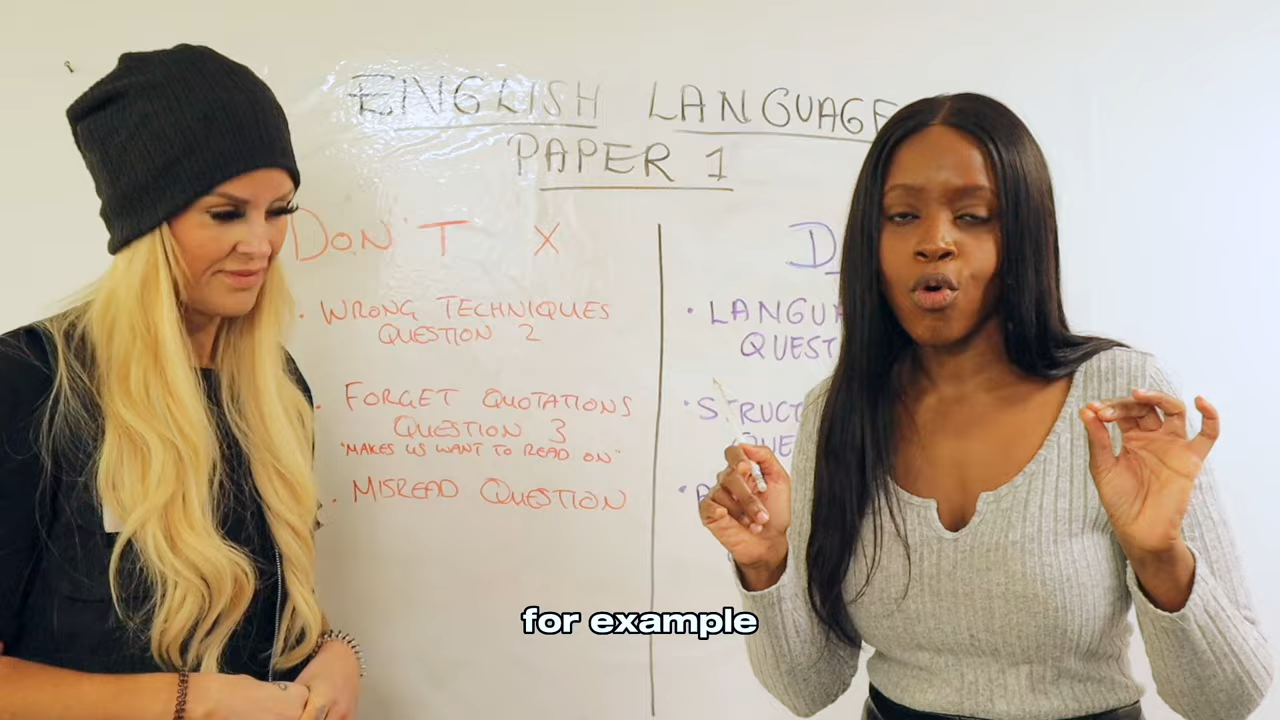 ENGLISH LANGUAGE
PAPER 1
DON'T X
• WRONG TECHNIQUES
QUESTION 2
• FORGET QUOTATIONS
QUESTION 3
"MAKES US WANT TO READ ON"
• MISREAD QUESTION
•
•
•
for example